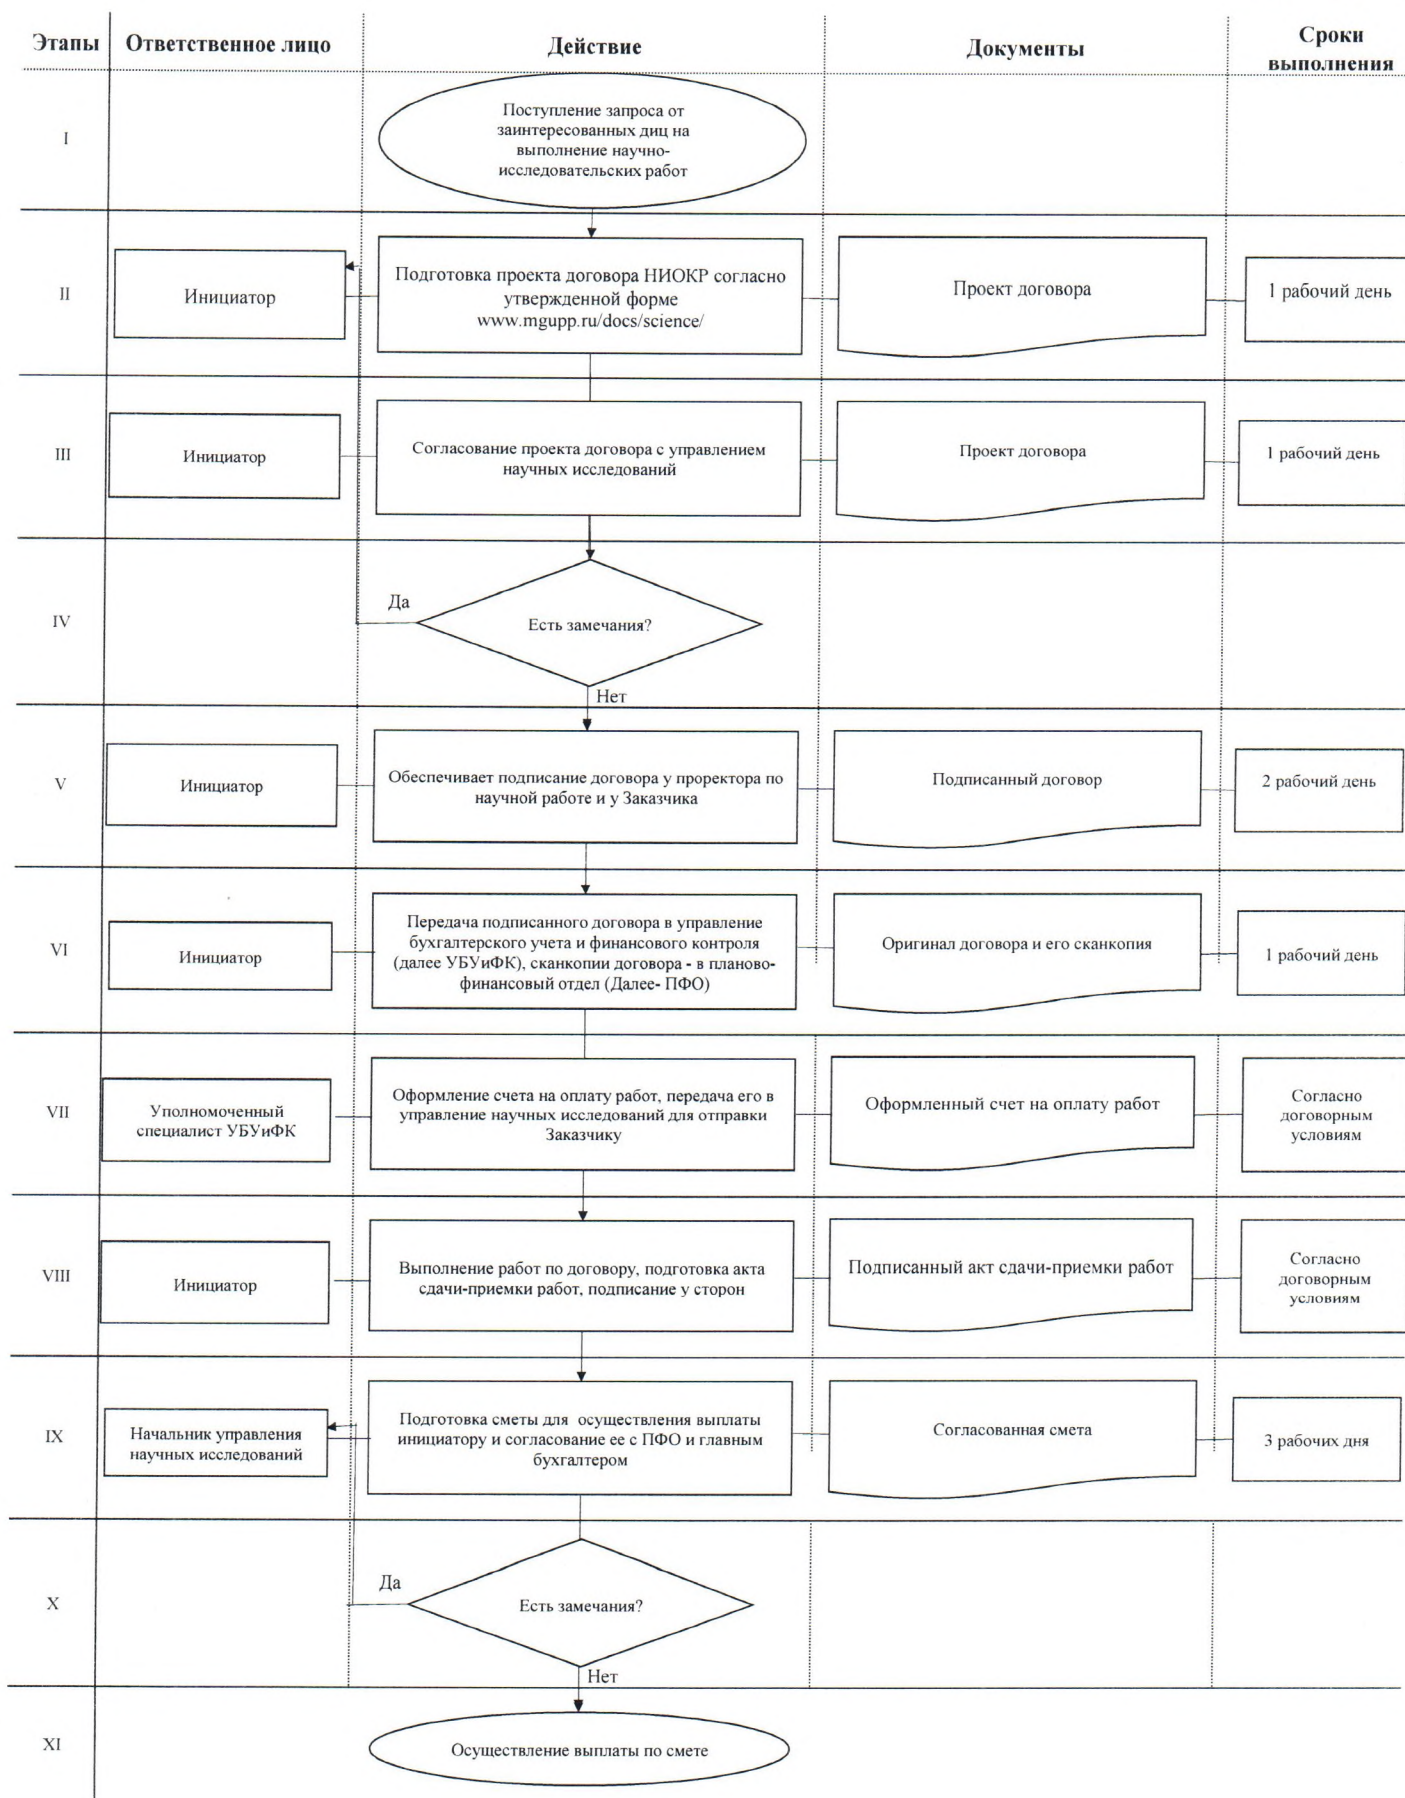 Этапы
Ответственное лицо
Действие
Документы
Сроки
выполнения
I
Поступление запроса от
заинтересованных диц на
выполнение научно-
исследовательских работ
II
Инициатор
Подготовка проекта договора НИОКР согласно
утвержденной форме
www.mgupp.ru/docs/science/
Проект договора
1 рабочий день
III
Инициатор
Согласование проекта договора с управлением
научных исследований
Проект договора
1 рабочий день
IV
Да
Есть замечания?
Нет
V
Инициатор
Обеспечивает подписание договора у проректора по
научной работе и у Заказчика
Подписанный договор
2 рабочий день
VI
Инициатор
Передача подписанного договора в управление
бухгалтерского учета и финансового контроля
(далее УБУиФК), сканкопии договора - в планово-
финансовый отдел (Далее- ПФО)
Оригинал договора и его сканкопия
1 рабочий день
VII
Уполномоченный
специалист УБУиФК
Оформление счета на оплату работ, передача его в
управление научных исследований для отправки
Заказчику
Оформленный счет на оплату работ
Согласно
договорным
условиям
VIII
Инициатор
Выполнение работ по договору, подготовка акта
сдачи-приемки работ, подписание у сторон
Подписанный акт сдачи-приемки работ
Согласно
договорным
условиям
IX
Начальник управления
научных исследований
Подготовка сметы для осуществления выплаты
инициатору и согласование ее с ПФО и главным
бухгалтером
Согласованная смета
3 рабочих дня
X
Да
Есть замечания?
Нет
XI
Осуществление выплаты по смете